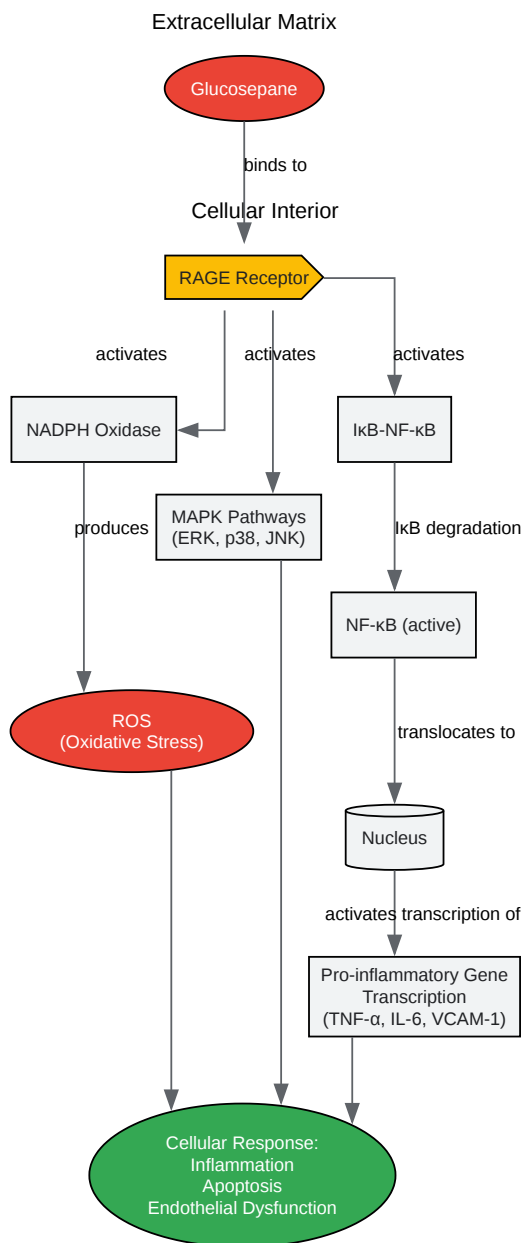 Extracellular Matrix
Glucosepane
binds to
Cellular Interior
RAGE Receptor
activates
activates
activates
NADPH Oxidase
IκB-NF-κB
produces
MAPK Pathways
(ERK, p38, JNK)
IκB degradation
NF-κB (active)
ROS
(Oxidative Stress)
translocates to
Nucleus
activates transcription of
Pro-inflammatory Gene
Transcription
(TNF-α, IL-6, VCAM-1)
Cellular Response:
Inflammation
Apoptosis
Endothelial Dysfunction